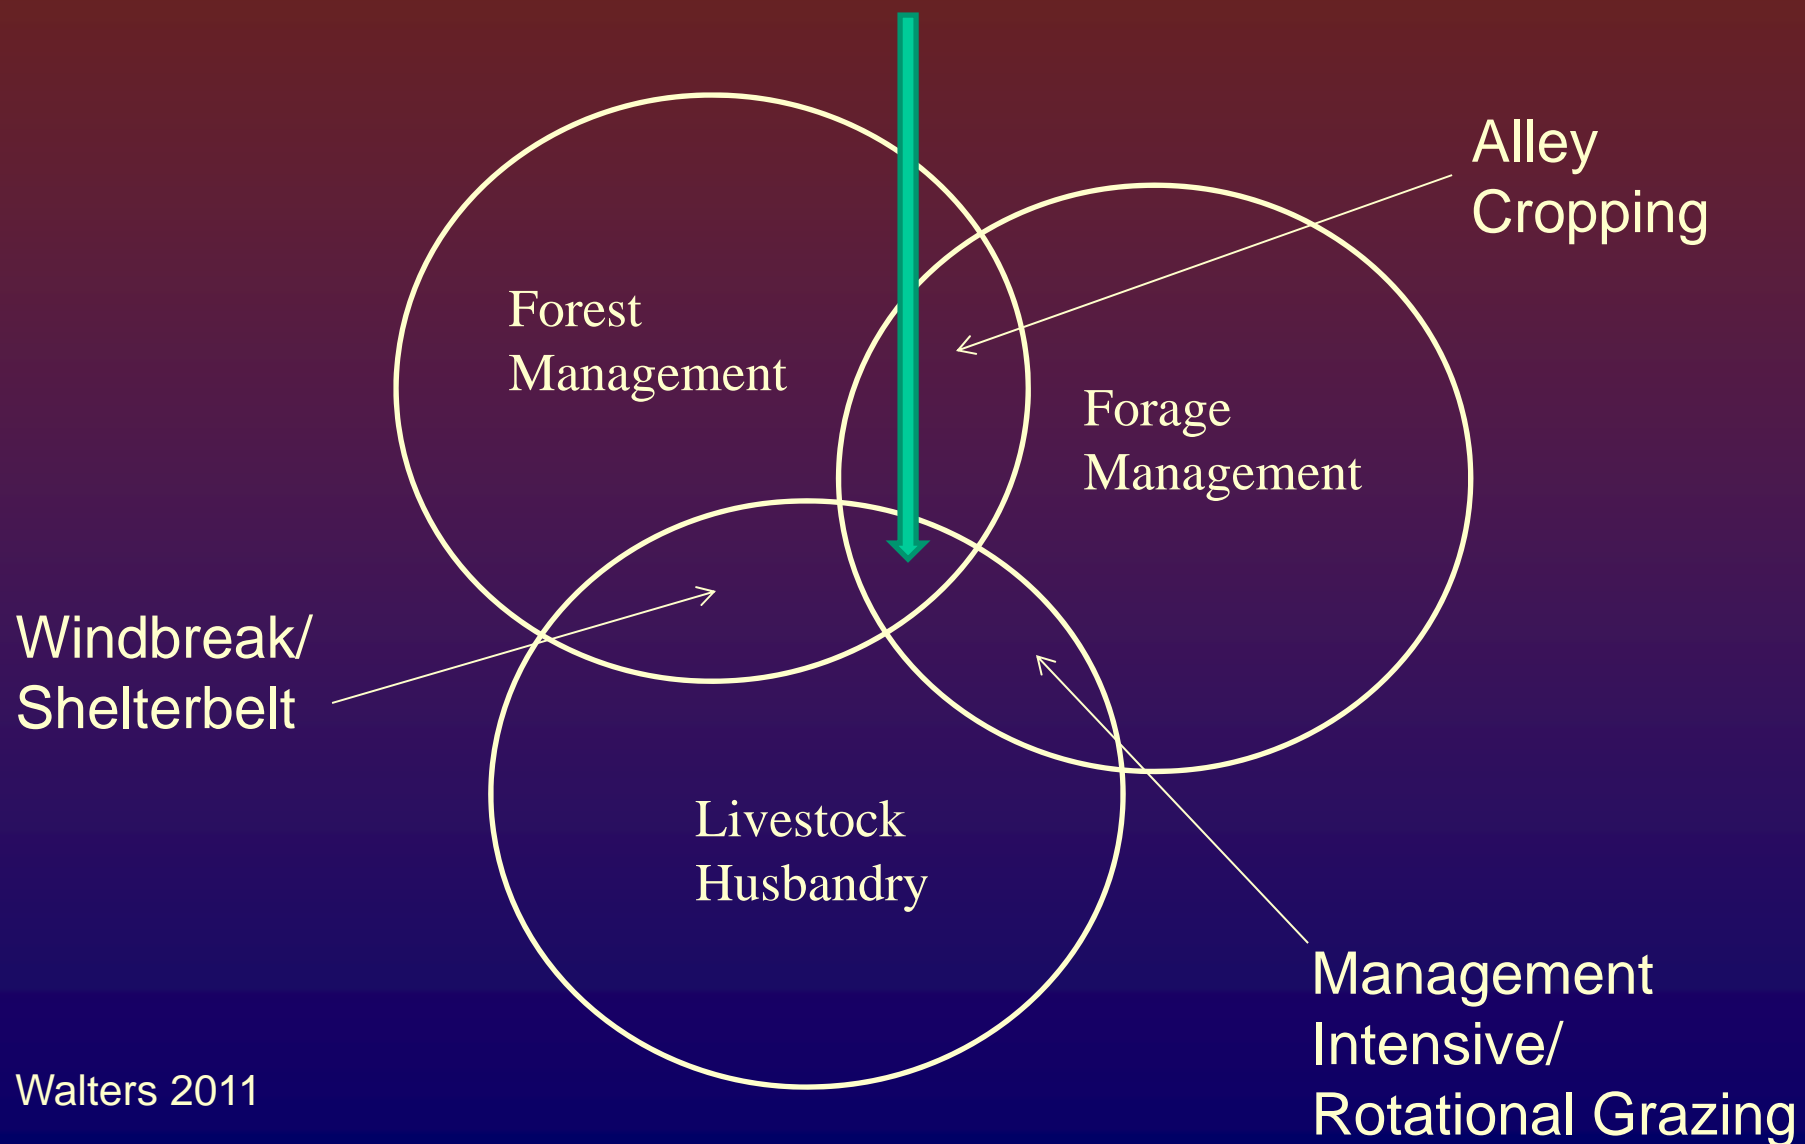 Alley
Cropping
Forest
Management
Forage
Management
Windbreak/
Shelterbelt
Livestock
Husbandry
Management
Intensive/
Rotational Grazing
Walters 2011